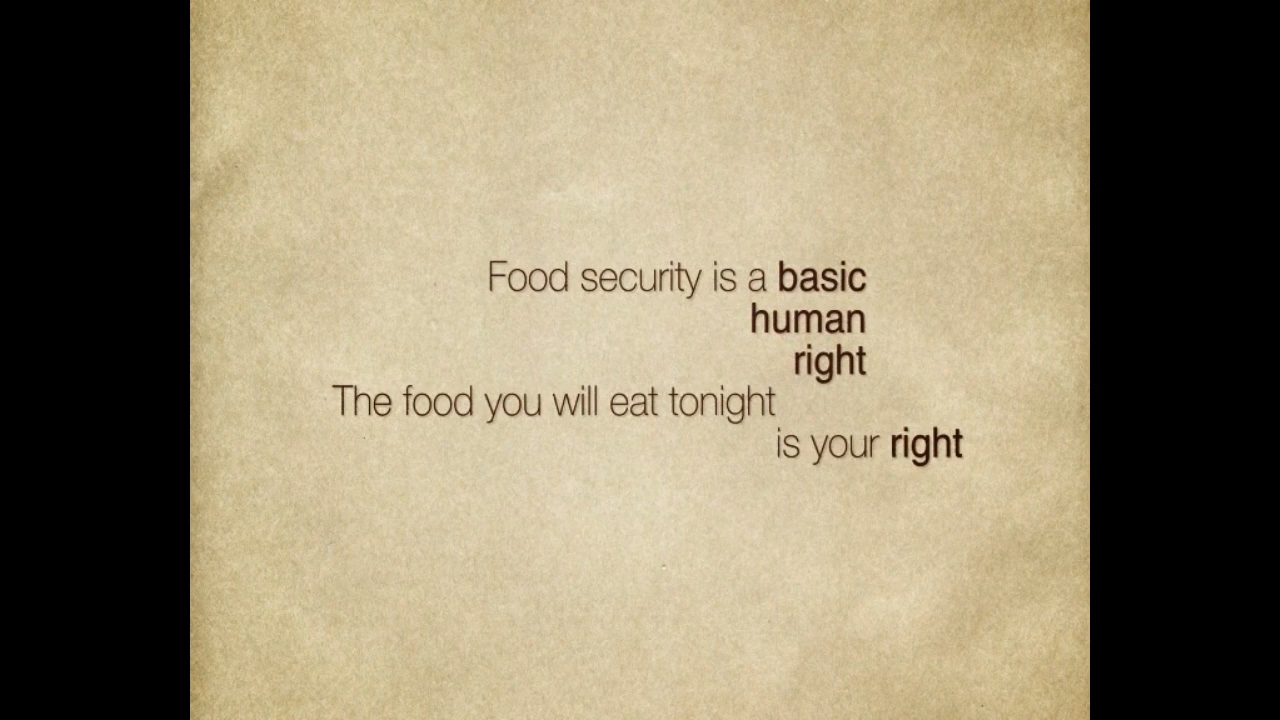 Food security is a basic
human
right
The food you will eat tonight
is your right